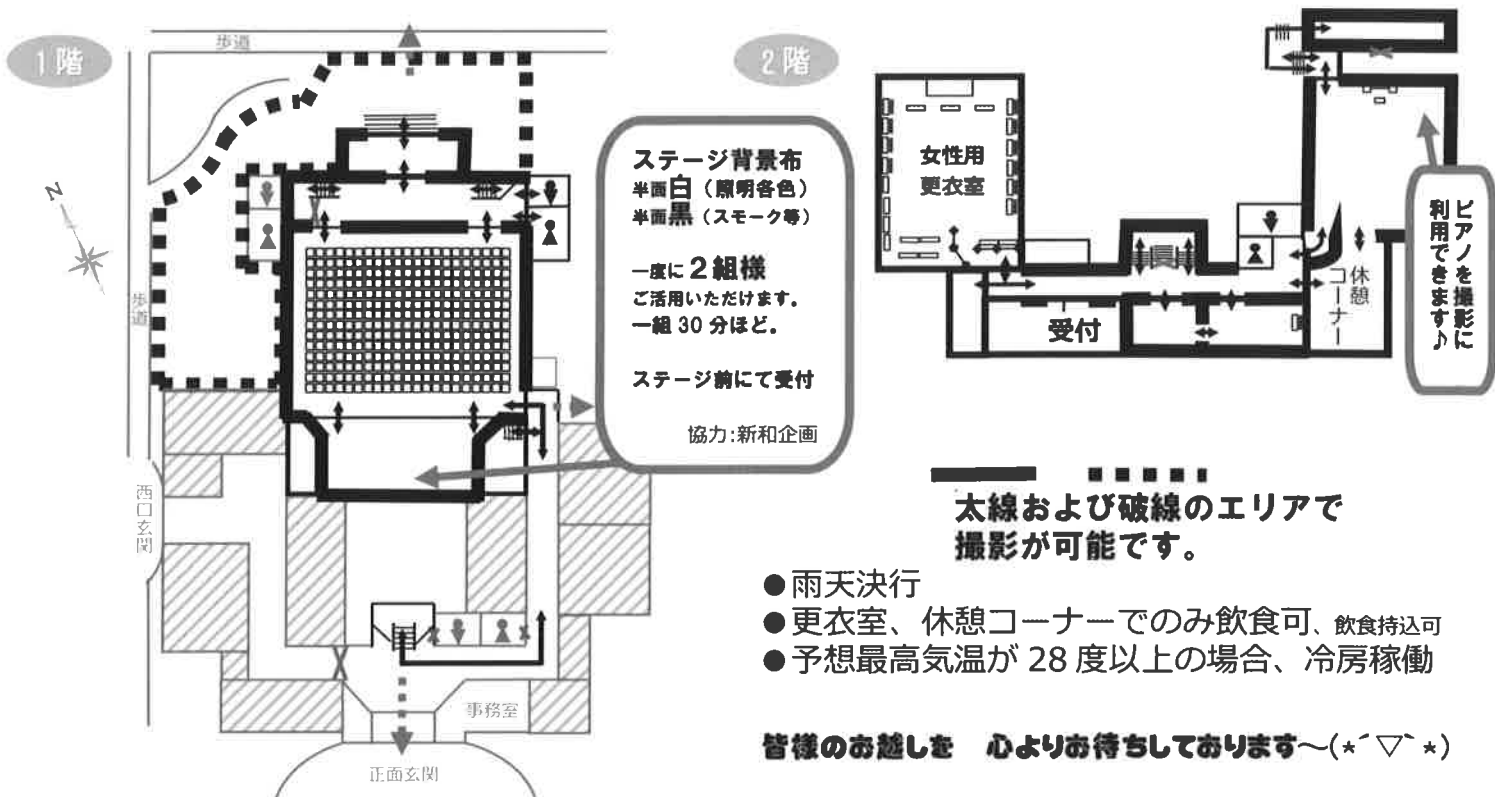 1階
歩道
N
歩道
西口玄関
事務室
正面玄関
ステージ背景布
半面白(照明各色)
半面黒(スモーク等)
一度に2組様
ご活用いただけます。
一組30分ほど。
ステージ前にて受付
協力:新和企画
2階
女性用
更衣室
受付
休憩
コーナー
ピアノを撮影に
利用できます♪
太線および破線のエリアで
撮影が可能です。
●雨天決行
●更衣室、休憩コーナーでのみ飲食可、飲食持込可
●予想最高気温が28度以上の場合、冷房稼働
皆様のお越しを 心よりお待ちしております~(*´▽`*)